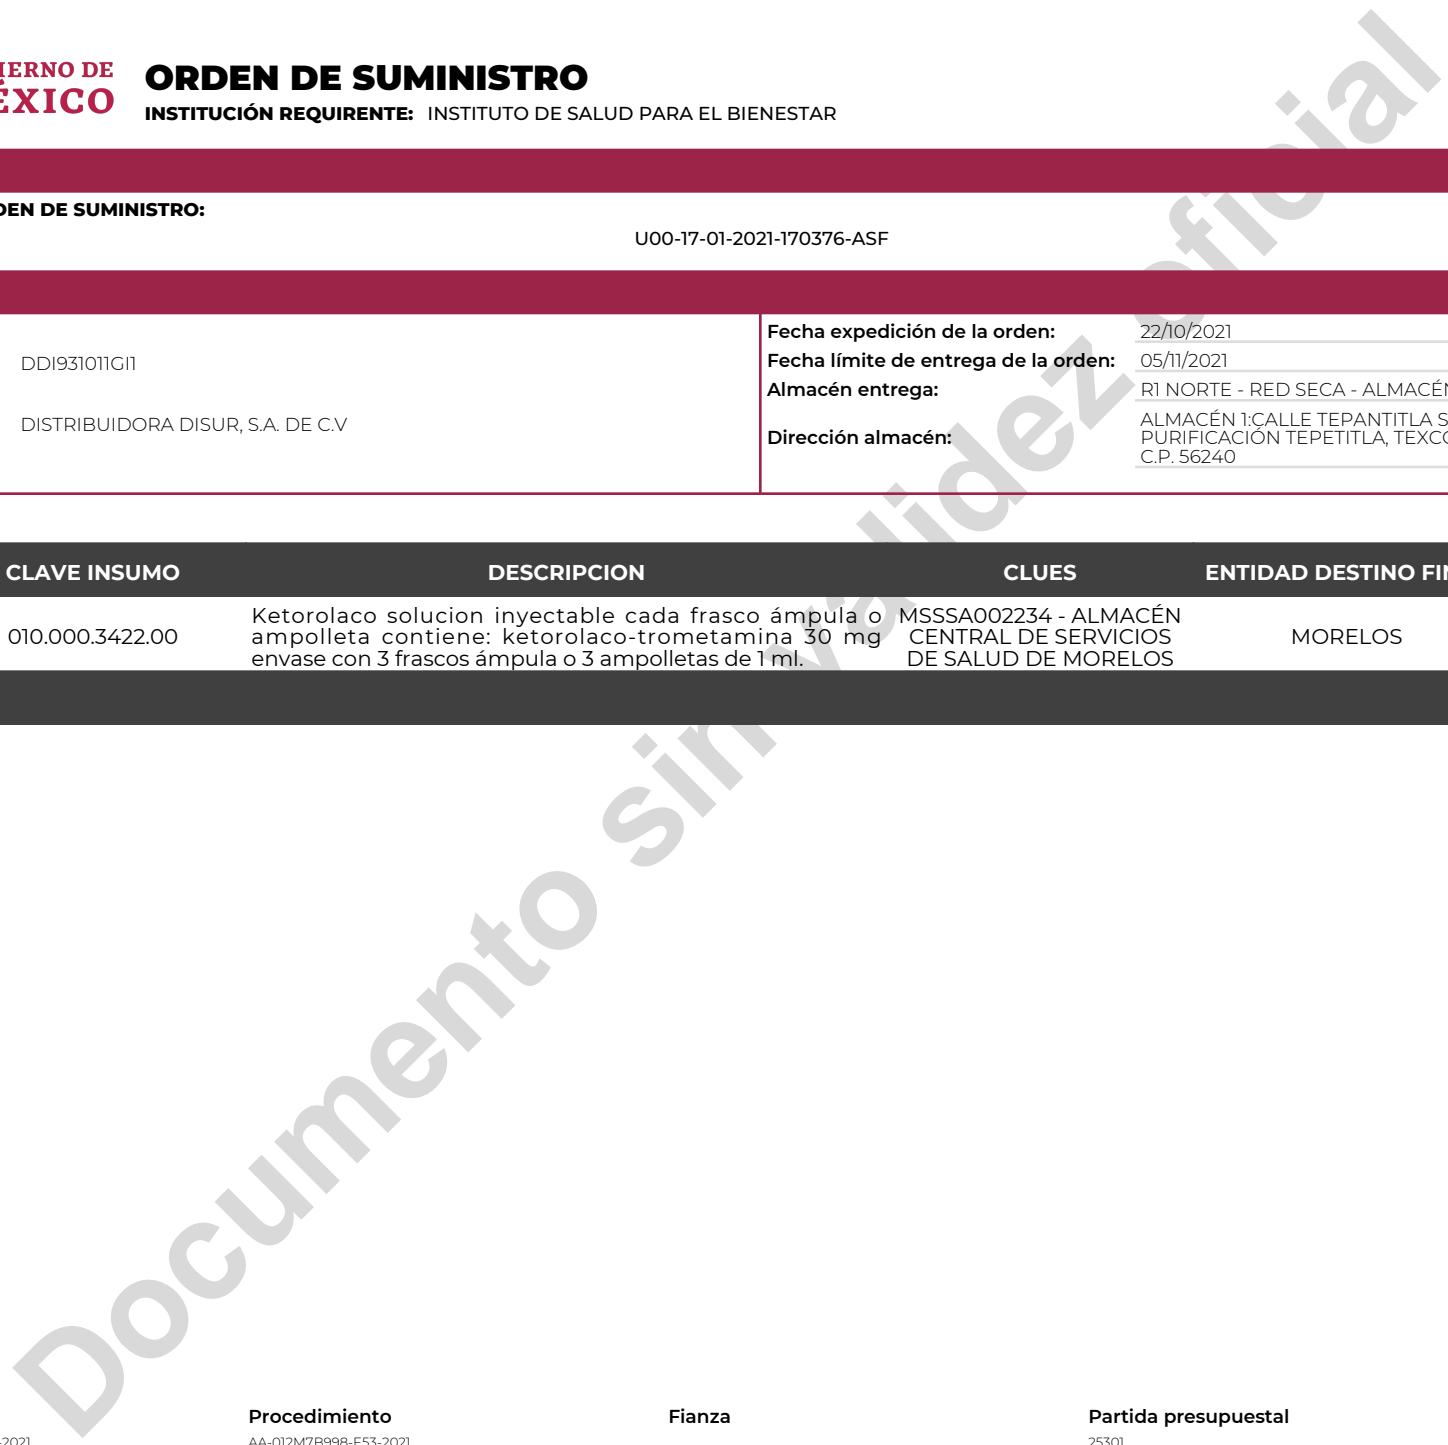 IERNO DE
ÉXICO
ORDEN DE SUMINISTRO
INSTITUCIÓN REQUIRENTE: INSTITUTO DE SALUD PARA EL BIENESTAR
DEN DE SUMINISTRO:
U00-17-01-2021-170376-ASF
DDI931011GI1
DISTRIBUIDORA DISUR, S.A. DE C.V
Fecha expedición de la orden: 22/10/2021
Fecha límite de entrega de la orden: 05/11/2021
Almacén entrega: R1 NORTE - RED SECA - ALMACÉN
Dirección almacén:
ALMACÉN 1:CALLE TEPANTITLA S
PURIFICACIÓN TEPETITLA, TEXCO
C.P. 56240
CLAVE INSUMO DESCRIPCION CLUES ENTIDAD DESTINO FIN
010.000.3422.00
Ketorolaco solucion inyectable cada frasco ámpula o
ampolleta contiene: ketorolaco-trometamina 30 mg
envase con 3 frascos ámpula o 3 ampolletas de 1 ml.
MSSSA002234 - ALMACÉN
CENTRAL DE SERVICIOS
DE SALUD DE MORELOS
MORELOS
Documento sin validez oficial
Procedimiento Fianza Partida presupuestal
-2021 AA-012M7B998-E53-2021 25301